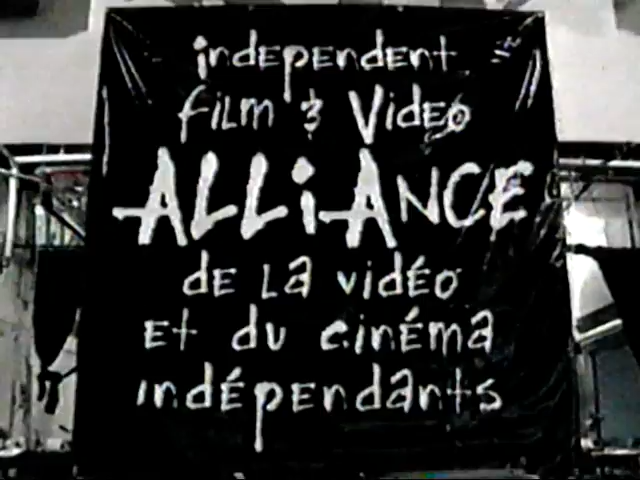 independent
film & Video
ALLiANCE
de la vidéo
et du cinéma
indépendants